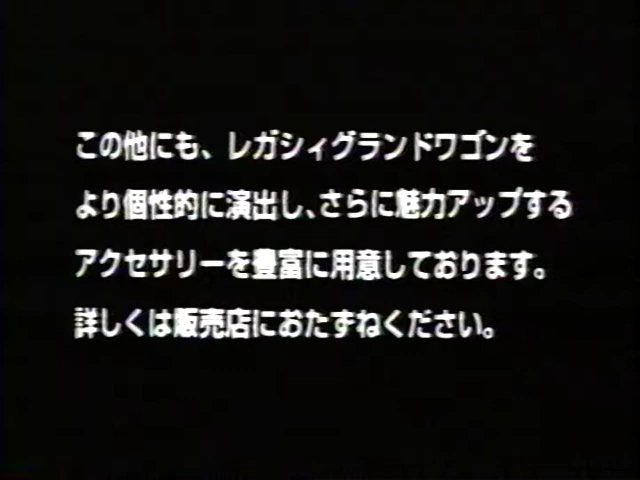 この他にも、レガシィグランドワゴンを
より個性的に演出し、さらに魅力アップする
アクセサリーを豊富に用意しております。
詳しくは販売店におたずねください。